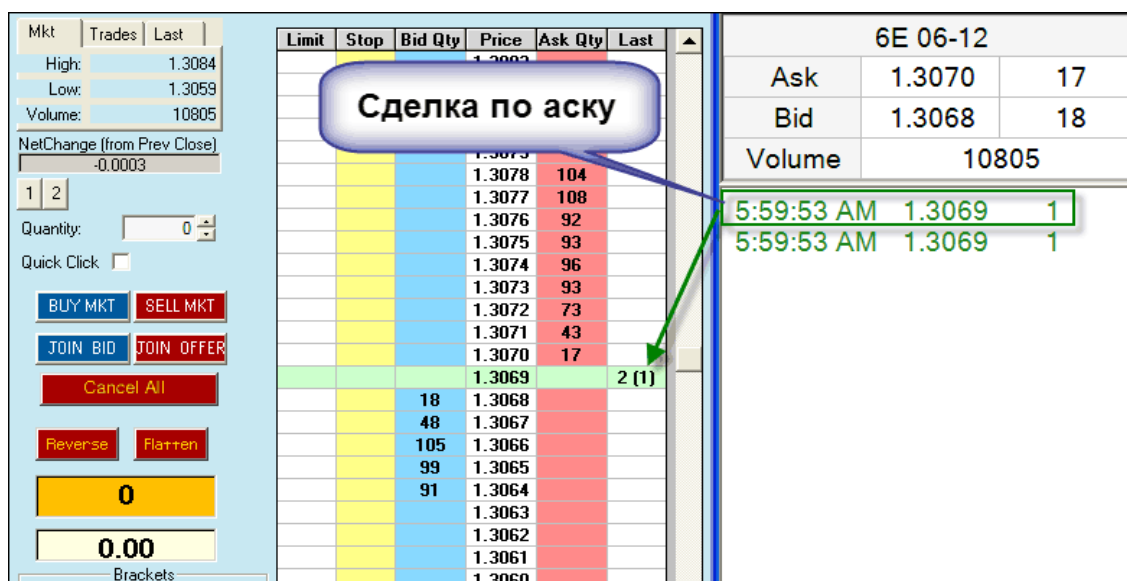 Mkt Trades Last
High: 1.3084
Low: 1.3059
Volume: 10805
NetChange (from Prev Close)
-0.0003
1 2
Quantity: 0
Quick Click
BUY MKT SELL MKT
JOIN BID JOIN OFFER
Cancel All
Reverse Flatten
0
0.00
Brackets
Limit Stop Bid Qty Price Ask Qty Last
Сделка по аску
1.3078 104
1.3077 108
1.3076 92
1.3075 93
1.3074 96
1.3073 93
1.3072 73
1.3071 43
1.3070 17
1.3069 2 (1)
18 1.3068
48 1.3067
105 1.3066
99 1.3065
91 1.3064
1.3063
1.3062
1.3061
1.3060
6E 06-12
Ask 1.3070 17
Bid 1.3068 18
Volume 10805
5:59:53 AM 1.3069 1
5:59:53 AM 1.3069 1